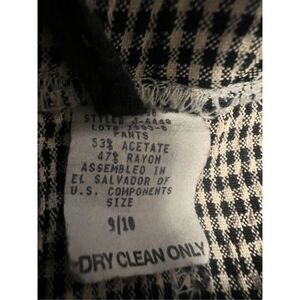 PANTS
53% ACETATE
47% RAYON
ASSEMBLED IN
EL SALVADOR OF
U.S. COMPONENTS
SIZE
9/10
DRY CLEAN ONLY